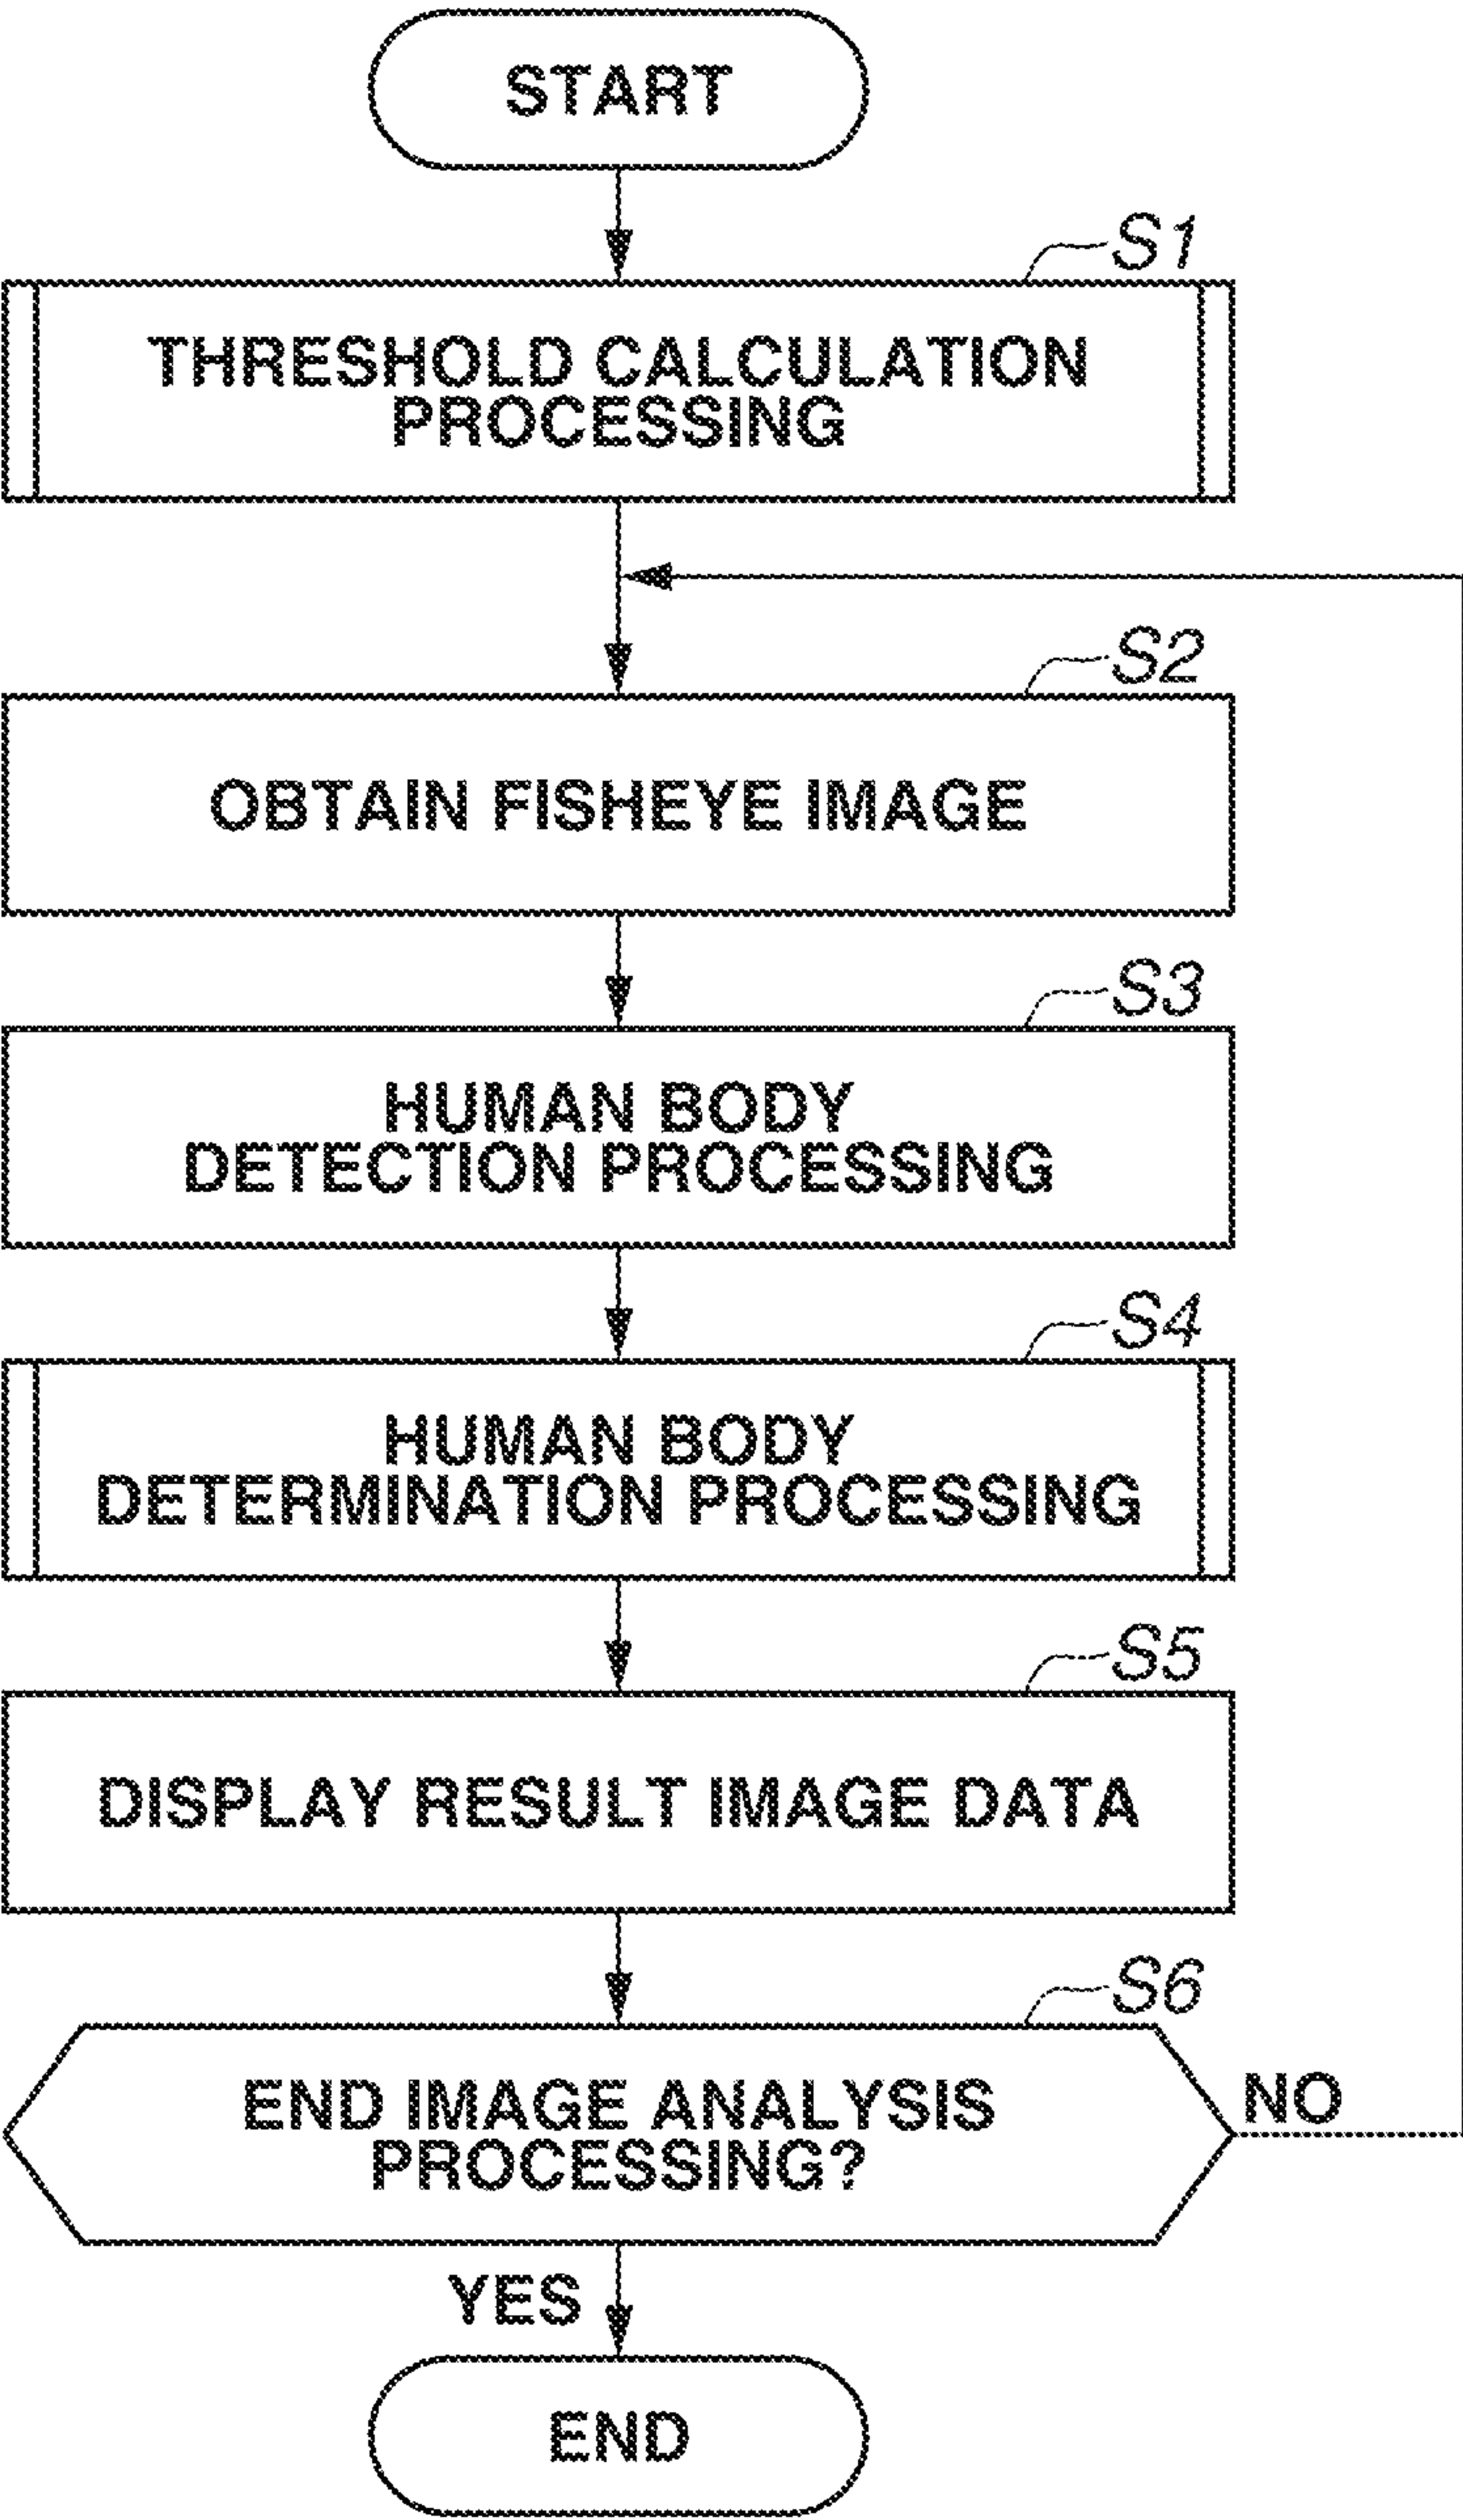 START
S1
THRESHOLD CALCULATION
PROCESSING
S2
OBTAIN FISHEYE IMAGE
S3
HUMAN BODY
DETECTION PROCESSING
S4
HUMAN BODY
DETERMINATION PROCESSING
S5
DISPLAY RESULT IMAGE DATA
S6
END IMAGE ANALYSIS
PROCESSING?
NO
YES
END